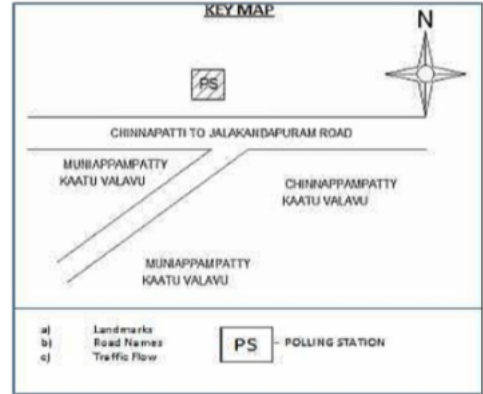 KEY MAP
N
PS
CHINNAPATTI TO JALAKANDAPURAM ROAD
MUNIAPPAMPATTY
KAATU VALAVU
CHINNAPPAMPATTY
KAATU VALAVU
MUNIAPPAMPATTY
KAATU VALAVU
a) Landmarks
b) Road Names
c) Traffic Flow
PS - POLLING STATION